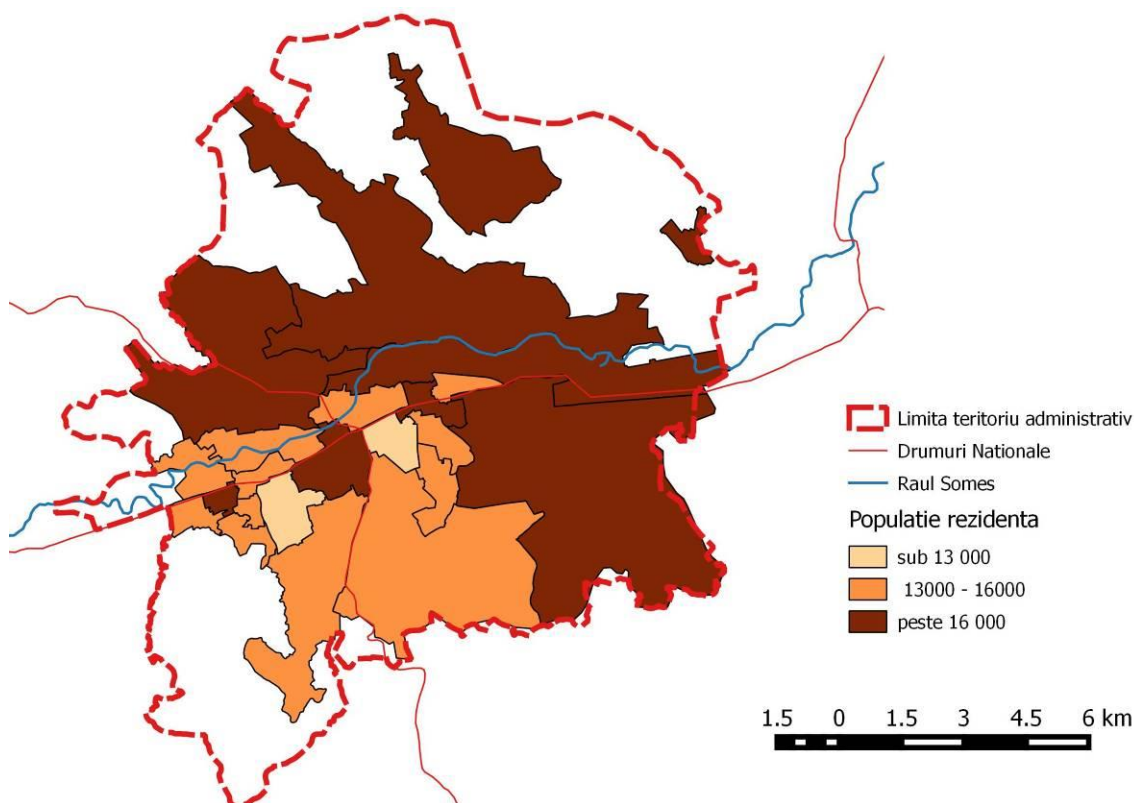 Limita teritoriu administrativ
Drumuri Nationale
Raul Somes
Populatie rezidenta
sub 13 000
13000 - 16000
peste 16 000
1.5 0 1.5 3 4.5 6 km